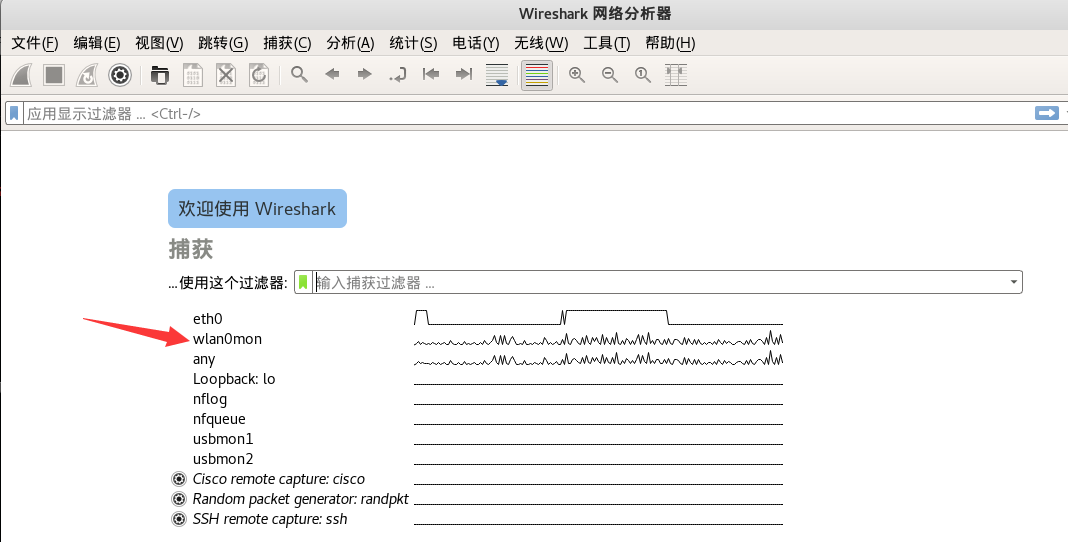 Wireshark 网络分析器
文件(F) 编辑(E) 视图(V) 跳转(G) 捕获(C) 分析(A) 统计(S) 电话(Y) 无线(W) 工具(T) 帮助(H)
应用显示过滤器 … <Ctrl-/>
欢迎使用 Wireshark
捕获
…使用这个过滤器: 输入捕获过滤器 …
eth0
wlan0mon
any
Loopback: lo
nflog
nfqueue
usbmon1
usbmon2
Cisco remote capture: cisco
Random packet generator: randpkt
SSH remote capture: ssh